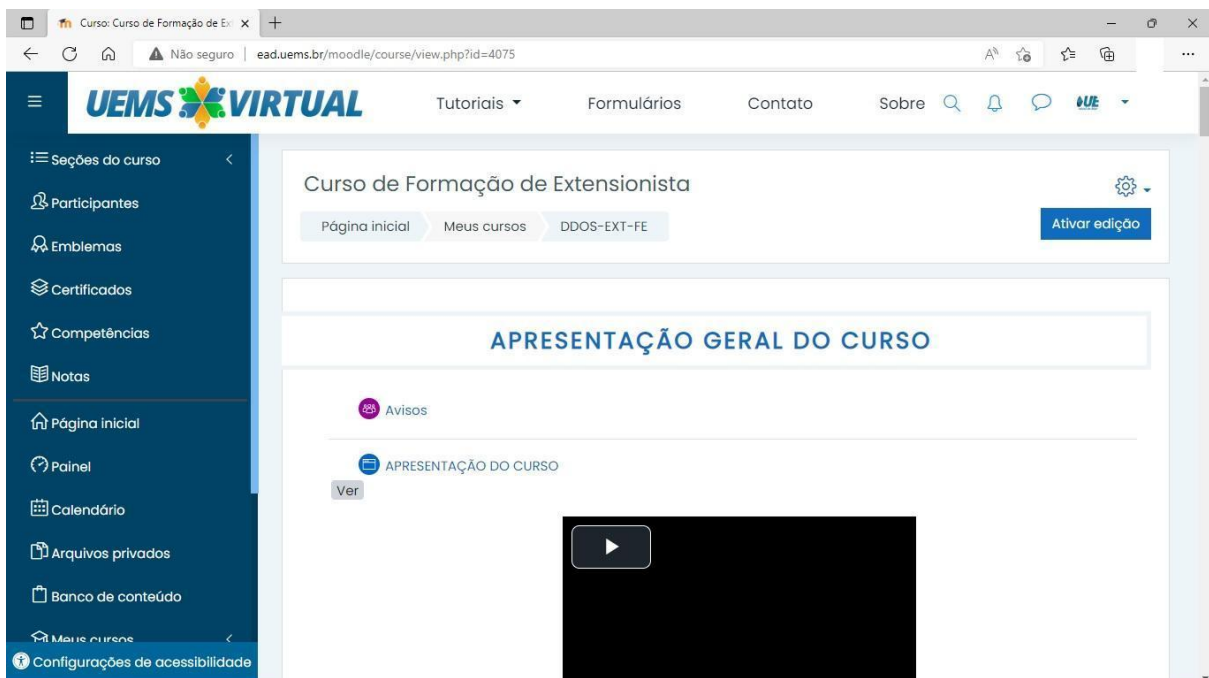 Curso: Curso de Formação de Ex
Não seguro | ead.uems.br/moodle/course/view.php?id=4075
UEMS VIRTUAL
Tutoriais Formulários Contato Sobre
Seções do curso
Participantes
Emblemas
Certificados
Competências
Notas
Página inicial
Painel
Calendário
Arquivos privados
Banco de conteúdo
Meus cursos
Configurações de acessibilidade
Curso de Formação de Extensionista
Página inicial Meus cursos DDOS-EXT-FE
Ativar edição
APRESENTAÇÃO GERAL DO CURSO
Avisos
APRESENTAÇÃO DO CURSO
Ver